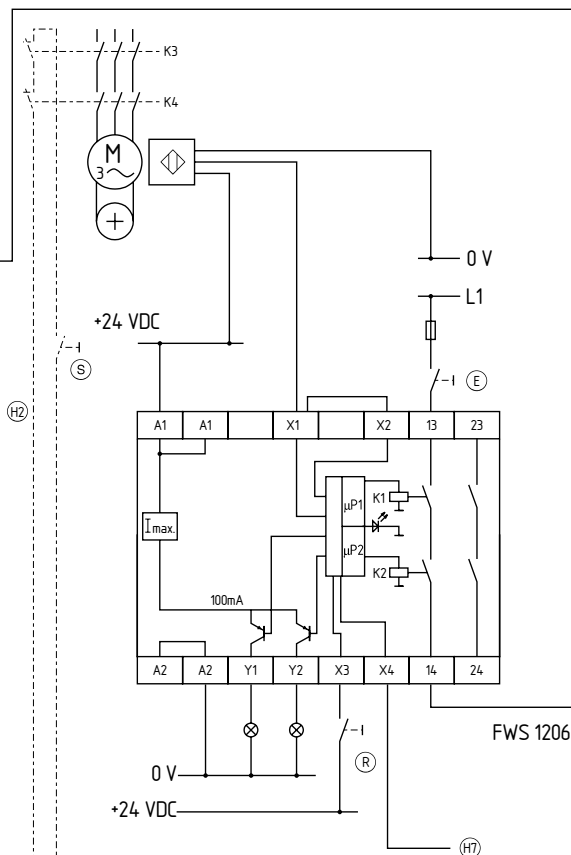 K3
K4
M
3
0 V
L1
+24 VDC
S
E
H2
A1 A1 X1 X2 13 23
μP1
K1
Imax.
μP2
K2
100mA
A2 A2 Y1 Y2 X3 X4 14 24
FWS 1206
R
0 V
+24 VDC
H7